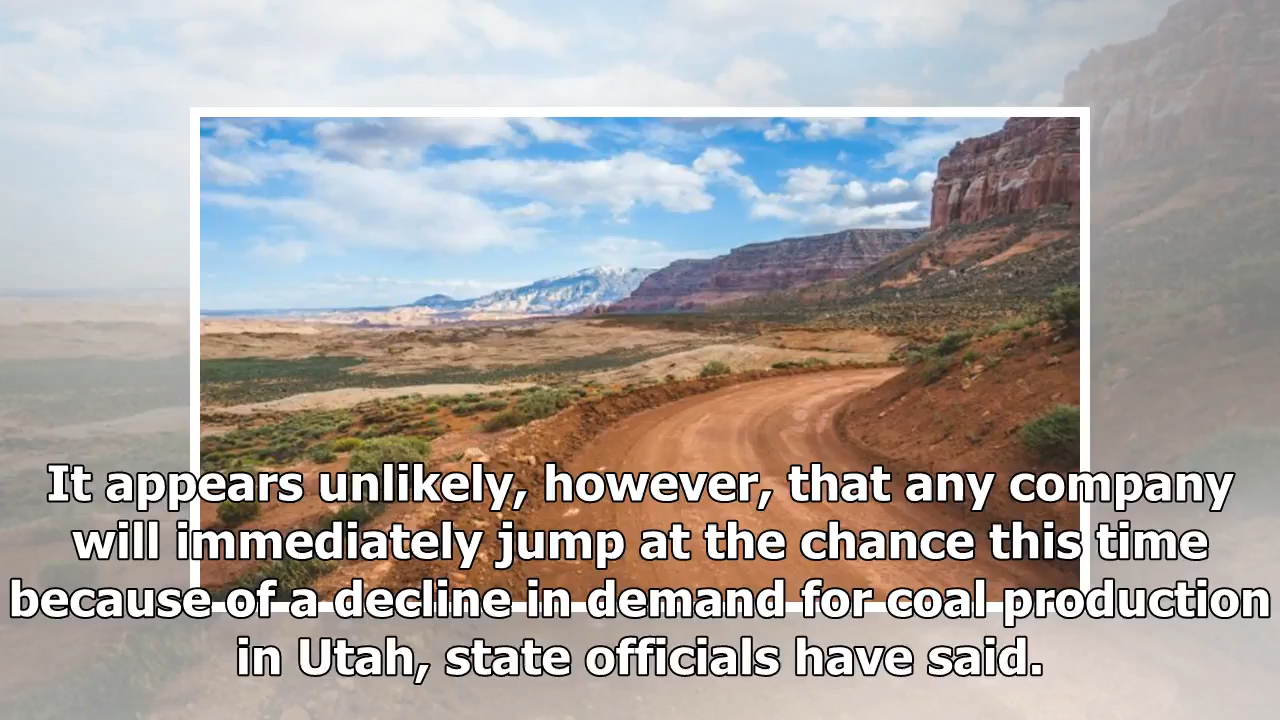 It appears unlikely, however, that any company
will immediately jump at the chance this time
because of a decline in demand for coal production
in Utah, state officials have said.